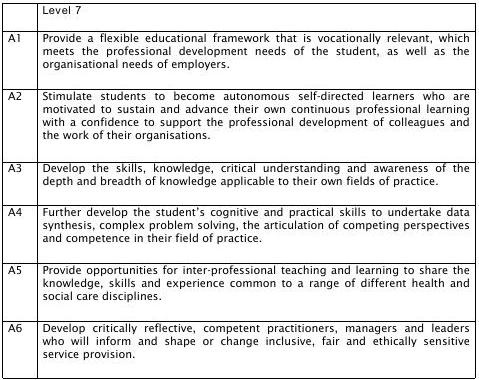 Level 7
A1 Provide a flexible educational framework that is vocationally relevant, which
meets the professional development needs of the student, as well as the
organisational needs of employers.
A2 Stimulate students to become autonomous self-directed learners who are
motivated to sustain and advance their own continuous professional learning
with a confidence to support the professional development of colleagues and
the work of their organisations.
A3 Develop the skills, knowledge, critical understanding and awareness of the
depth and breadth of knowledge applicable to their own fields of practice.
A4 Further develop the student's cognitive and practical skills to undertake data
synthesis, complex problem solving, the articulation of competing perspectives
and competence in their field of practice.
A5 Provide opportunities for inter-professional teaching and learning to share the
knowledge, skills and experience common to a range of different health and
social care disciplines.
A6 Develop critically reflective, competent practitioners, managers and leaders
who will inform and shape or change inclusive, fair and ethically sensitive
service provision.